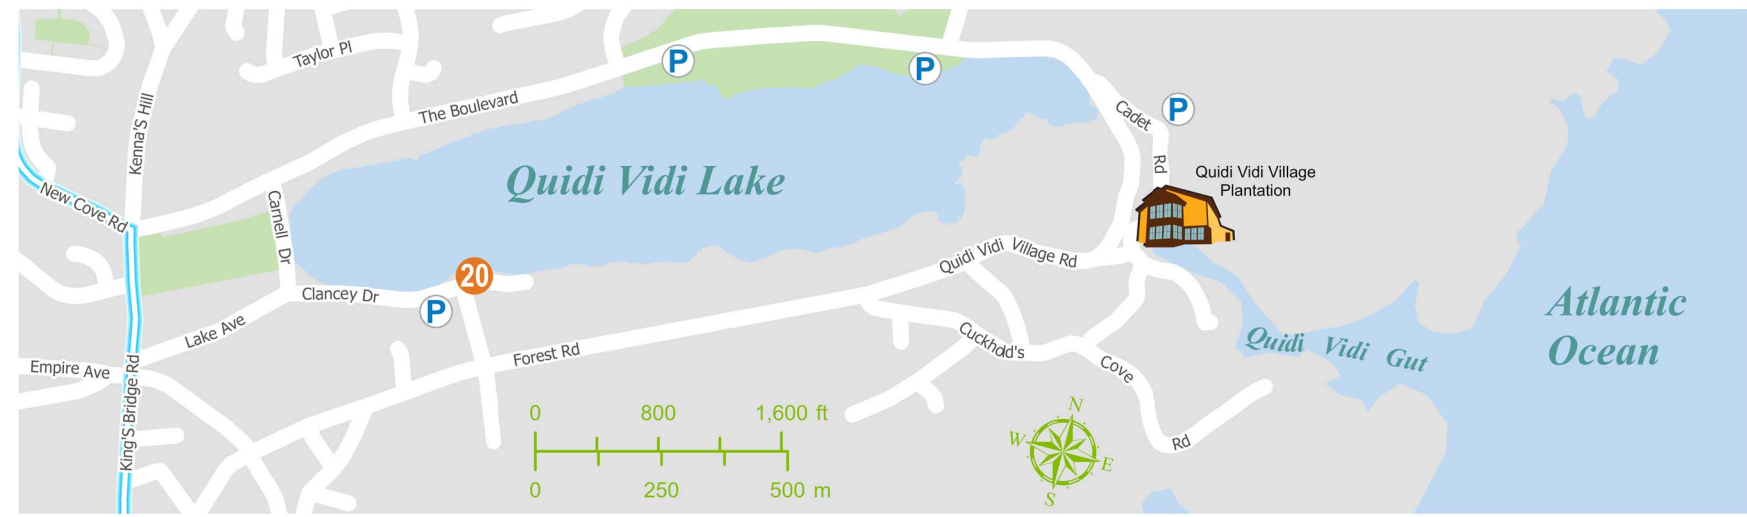 Taylor Pl
P
P
The Boulevard
Kenna'S Hill
Cadet
P
Rd
Quidi Vidi Village
Plantation
Quidi Vidi Lake
New Cove Rd
Carnell Dr
Quidi Vidi Village Rd
20
Clancey Dr
P
Atlantic
Ocean
Lake Ave
Quidi Vidi Gut
Cuckhold's
Cove
Rd
Forest Rd
Empire Ave
King'S Bridge Rd
0 800 1,600 ft
0 250 500 m
N
W
E
S